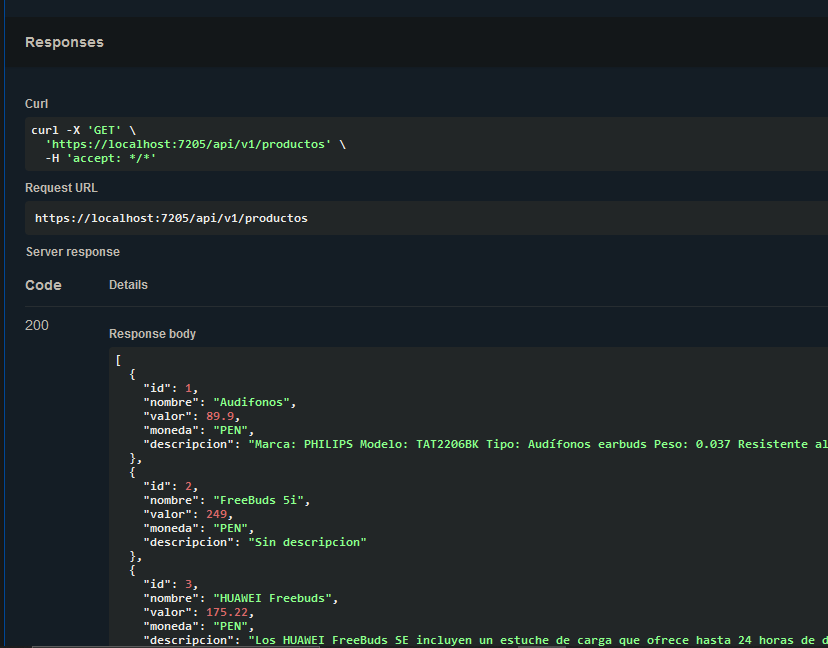 Responses
Curl
curl -X 'GET' \
'https://localhost:7205/api/v1/productos' \
-H 'accept: */*'
Request URL
https://localhost:7205/api/v1/productos
Server response
Code Details
200
Response body
[
{
"id": 1,
"nombre": "Audifonos",
"valor": 89.9,
"moneda": "PEN",
"descripcion": "Marca: PHILIPS Modelo: TAT2206BK Tipo: Audífonos earbuds Peso: 0.037 Resistente al
},
{
"id": 2,
"nombre": "FreeBuds 5i",
"valor": 249,
"moneda": "PEN",
"descripcion": "Sin descripcion"
},
{
"id": 3,
"nombre": "HUAWEI Freebuds",
"valor": 175.22,
"moneda": "PEN",
"descripcion": "Los HUAWEI FreeBuds SE incluyen un estuche de carga que ofrece hasta 24 horas de d